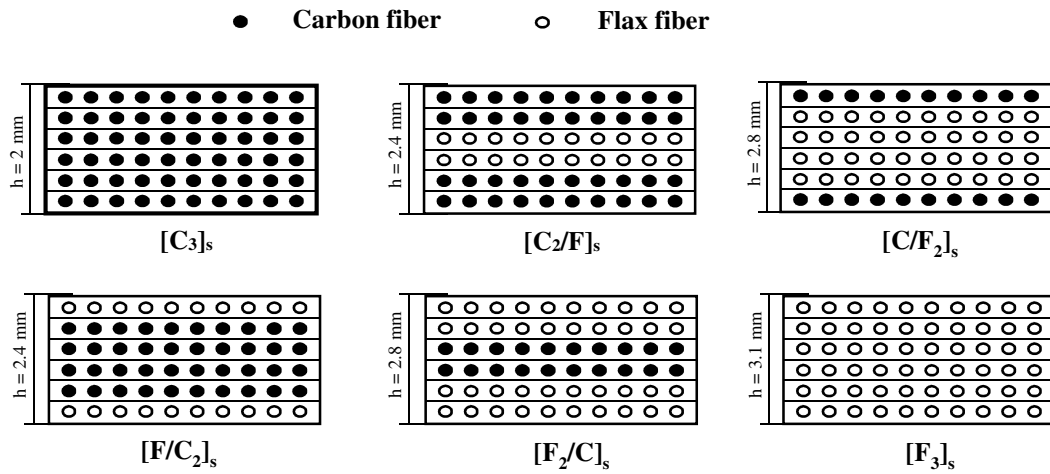 Carbon fiber
Flax fiber
h = 2 mm
[C₃]ₛ
h = 2.4 mm
[C₂/F]ₛ
h = 2.8 mm
[C/F₂]ₛ
h = 2.4 mm
[F/C₂]ₛ
h = 2.8 mm
[F₂/C]ₛ
h = 3.1 mm
[F₃]ₛ